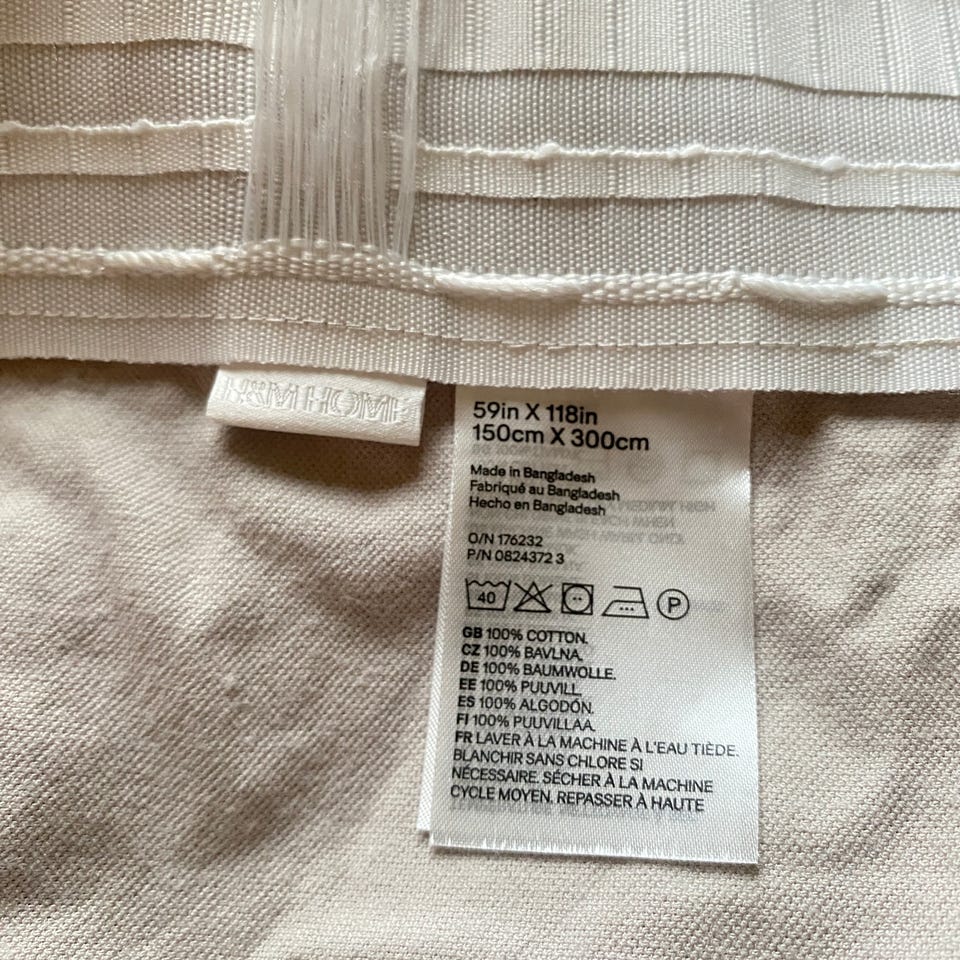 H&M HOME
59in X 118in
150cm X 300cm
Made in Bangladesh
Fabriqué au Bangladesh
Hecho en Bangladesh
O/N 176232
P/N 0824372 3
40
P
GB 100% COTTON.
CZ 100% BAVLNA.
DE 100% BAUMWOLLE.
EE 100% PUUVILL.
ES 100% ALGODÓN.
FI 100% PUUVILLAA.
FR LAVER À LA MACHINE À L'EAU TIÈDE.
BLANCHIR SANS CHLORE SI
NÉCESSAIRE. SÉCHER À LA MACHINE
CYCLE MOYEN. REPASSER À HAUTE